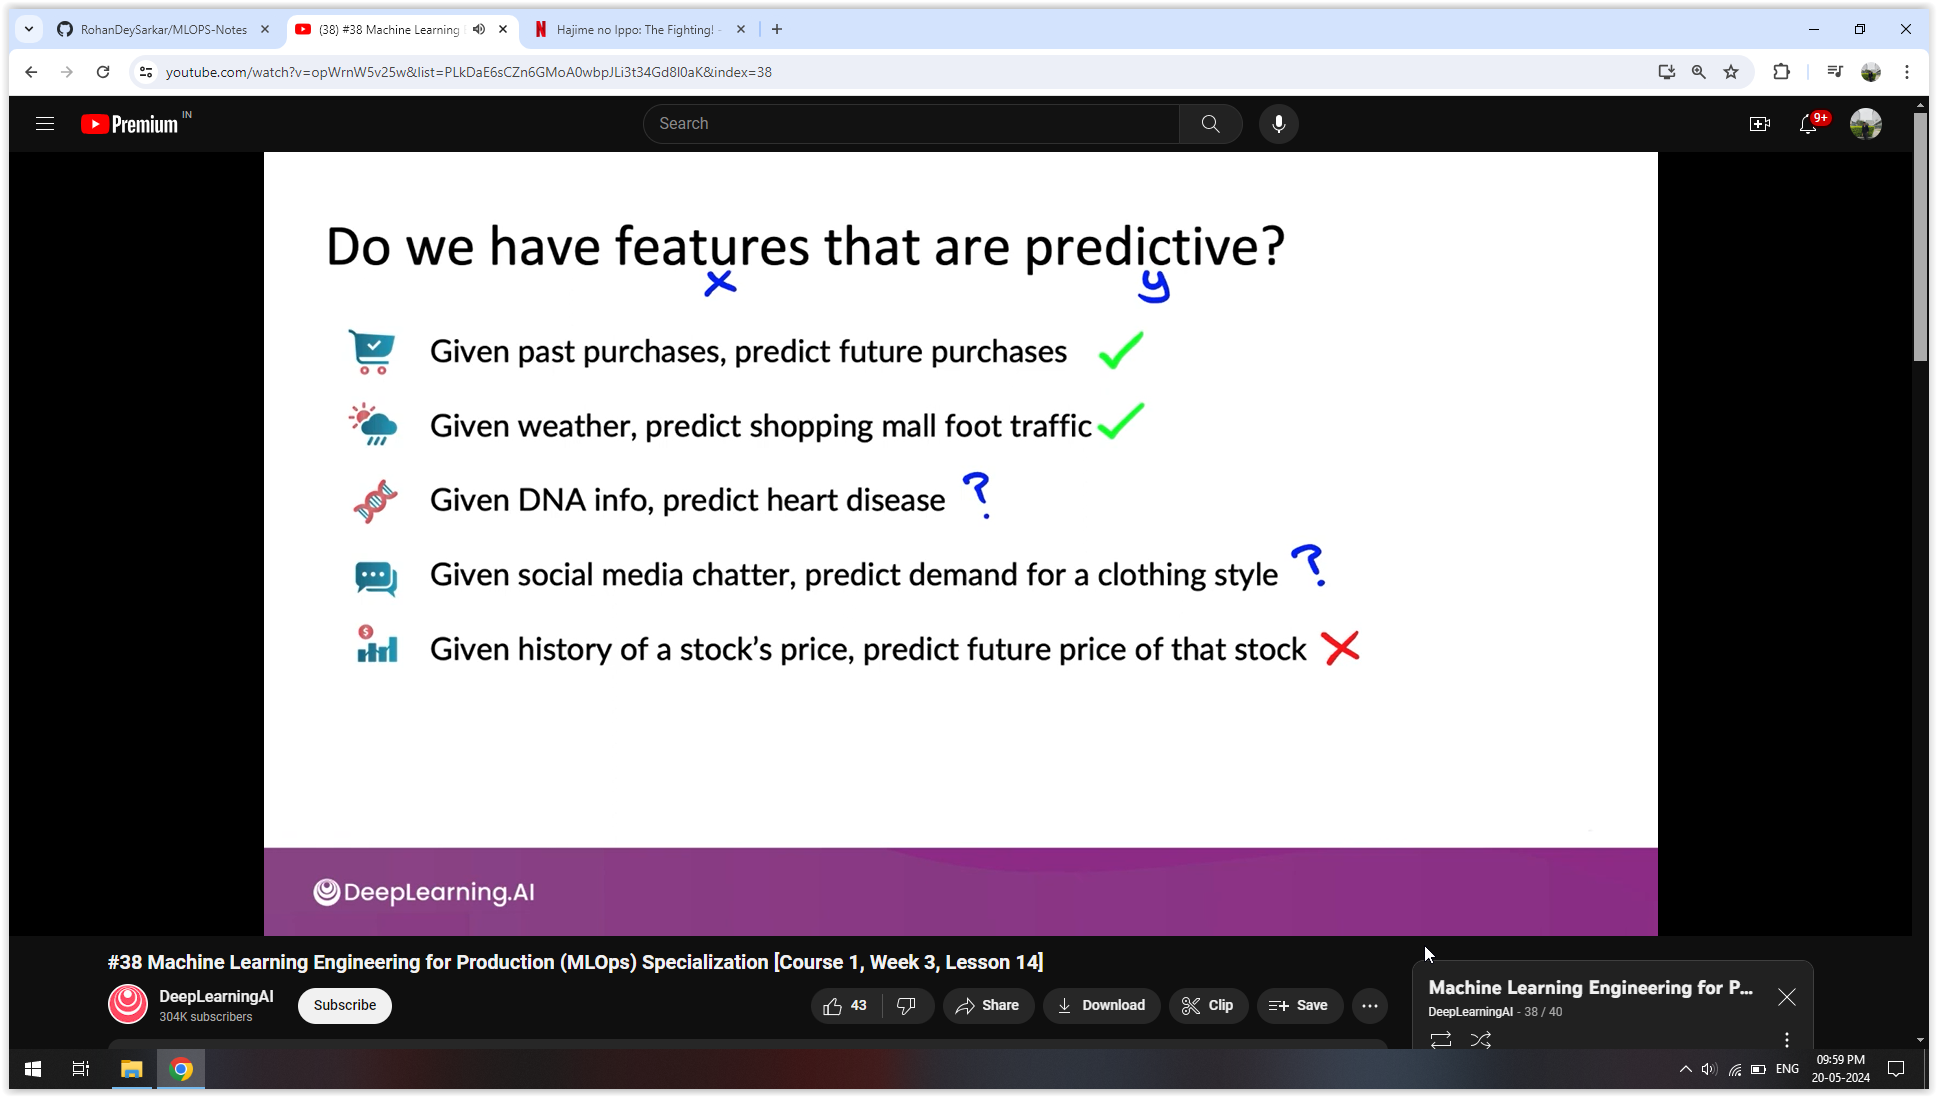 RohanDeySarkar/MLOPS-Notes
(38) #38 Machine Learning
Hajime no Ippo: The Fighting! -
youtube.com/watch?v=opWrnW5v25w&list=PLkDaE6sCZn6GMoA0wbpJLi3t34Gd8l0aK&index=38
Premium IN
Search
9+
Do we have features that are predictive?
x y
Given past purchases, predict future purchases
Given weather, predict shopping mall foot traffic
Given DNA info, predict heart disease ?
Given social media chatter, predict demand for a clothing style ?
$
Given history of a stock's price, predict future price of that stock
DeepLearning.AI
#38 Machine Learning Engineering for Production (MLOps) Specialization [Course 1, Week 3, Lesson 14]
DeepLearningAI
304K subscribers
Subscribe
43
Share
Download
Clip
Save
Machine Learning Engineering for P...
DeepLearningAI - 38 / 40
ENG
09:59 PM
20-05-2024